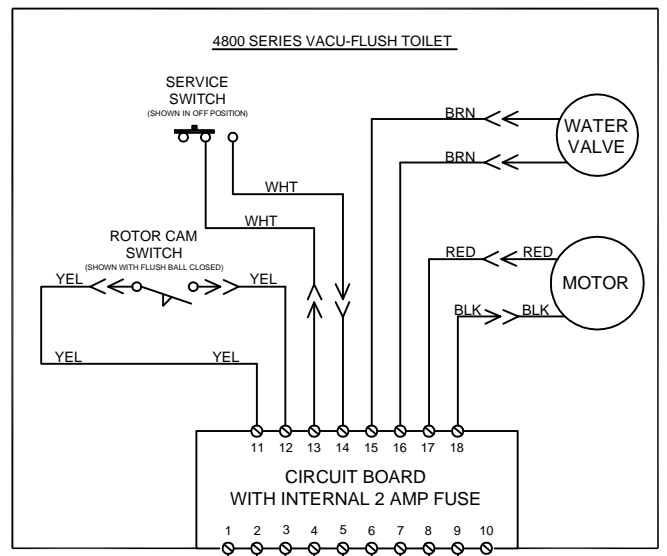 4800 SERIES VACU-FLUSH TOILET
SERVICE
SWITCH
(SHOWN IN OFF POSITION)
BRN
WATER
VALVE
BRN
WHT
WHT
ROTOR CAM
SWITCH
(SHOWN WITH FLUSH BALL CLOSED)
RED
RED
MOTOR
YEL
YEL
BLK
BLK
YEL
YEL
11 12 13 14 15 16 17 18
CIRCUIT BOARD
WITH INTERNAL 2 AMP FUSE
1 2 3 4 5 6 7 8 9 10